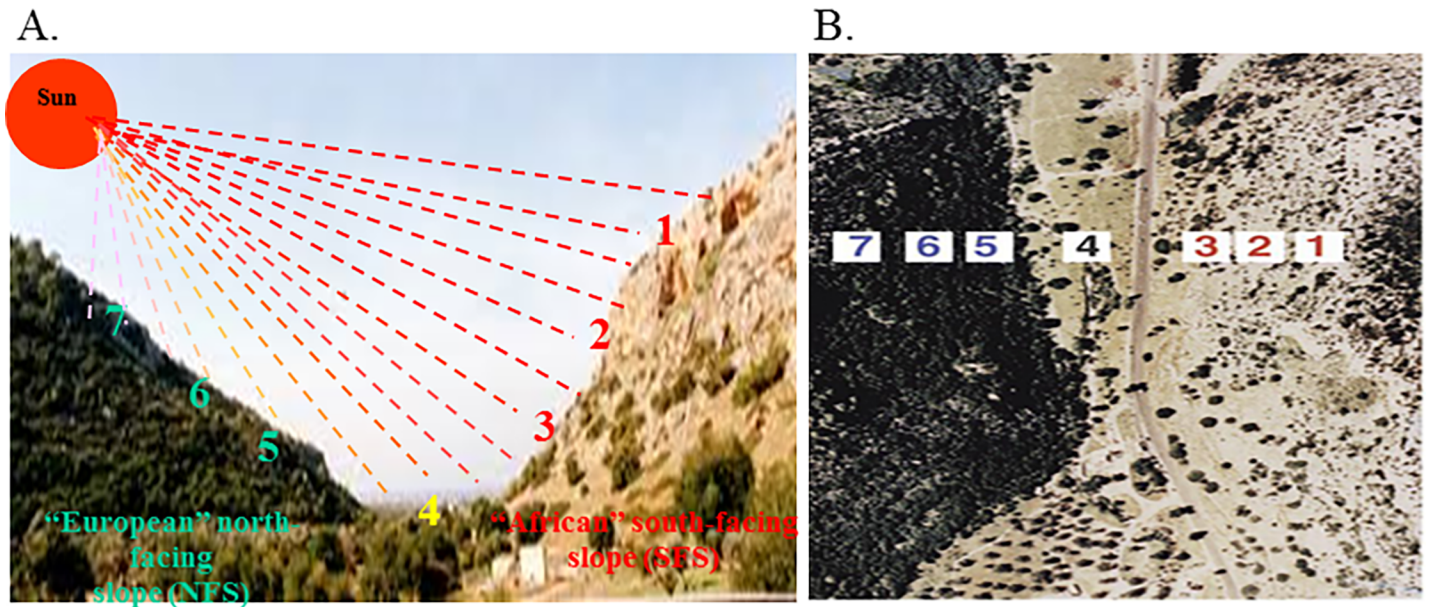 A.
B.
Sun
1
2
3
4
5
6
7
"European" north-
facing
slope (NFS)
"African" south-facing
slope (SFS)
7 6 5 4 3 2 1